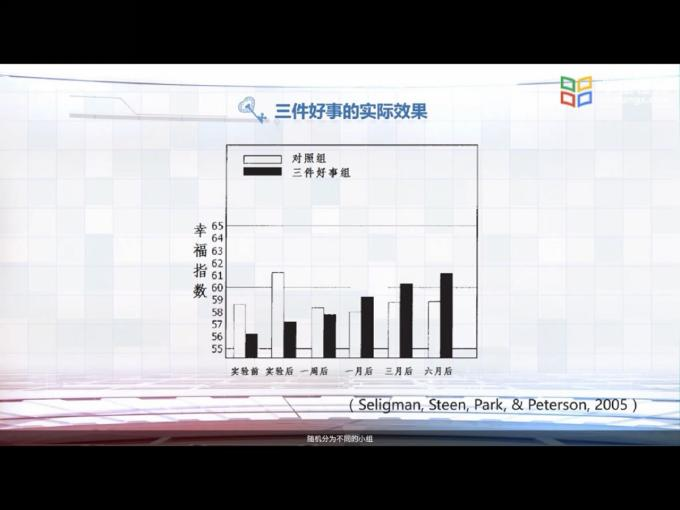 三件好事的实际效果
对照组
三件好事组
幸福指数
65
64
63
62
61
60
59
58
57
56
55
实验前 实验后 一周后 一月后 三月后 六月后
( Seligman, Steen, Park, & Peterson, 2005 )
随机分为不同的小组